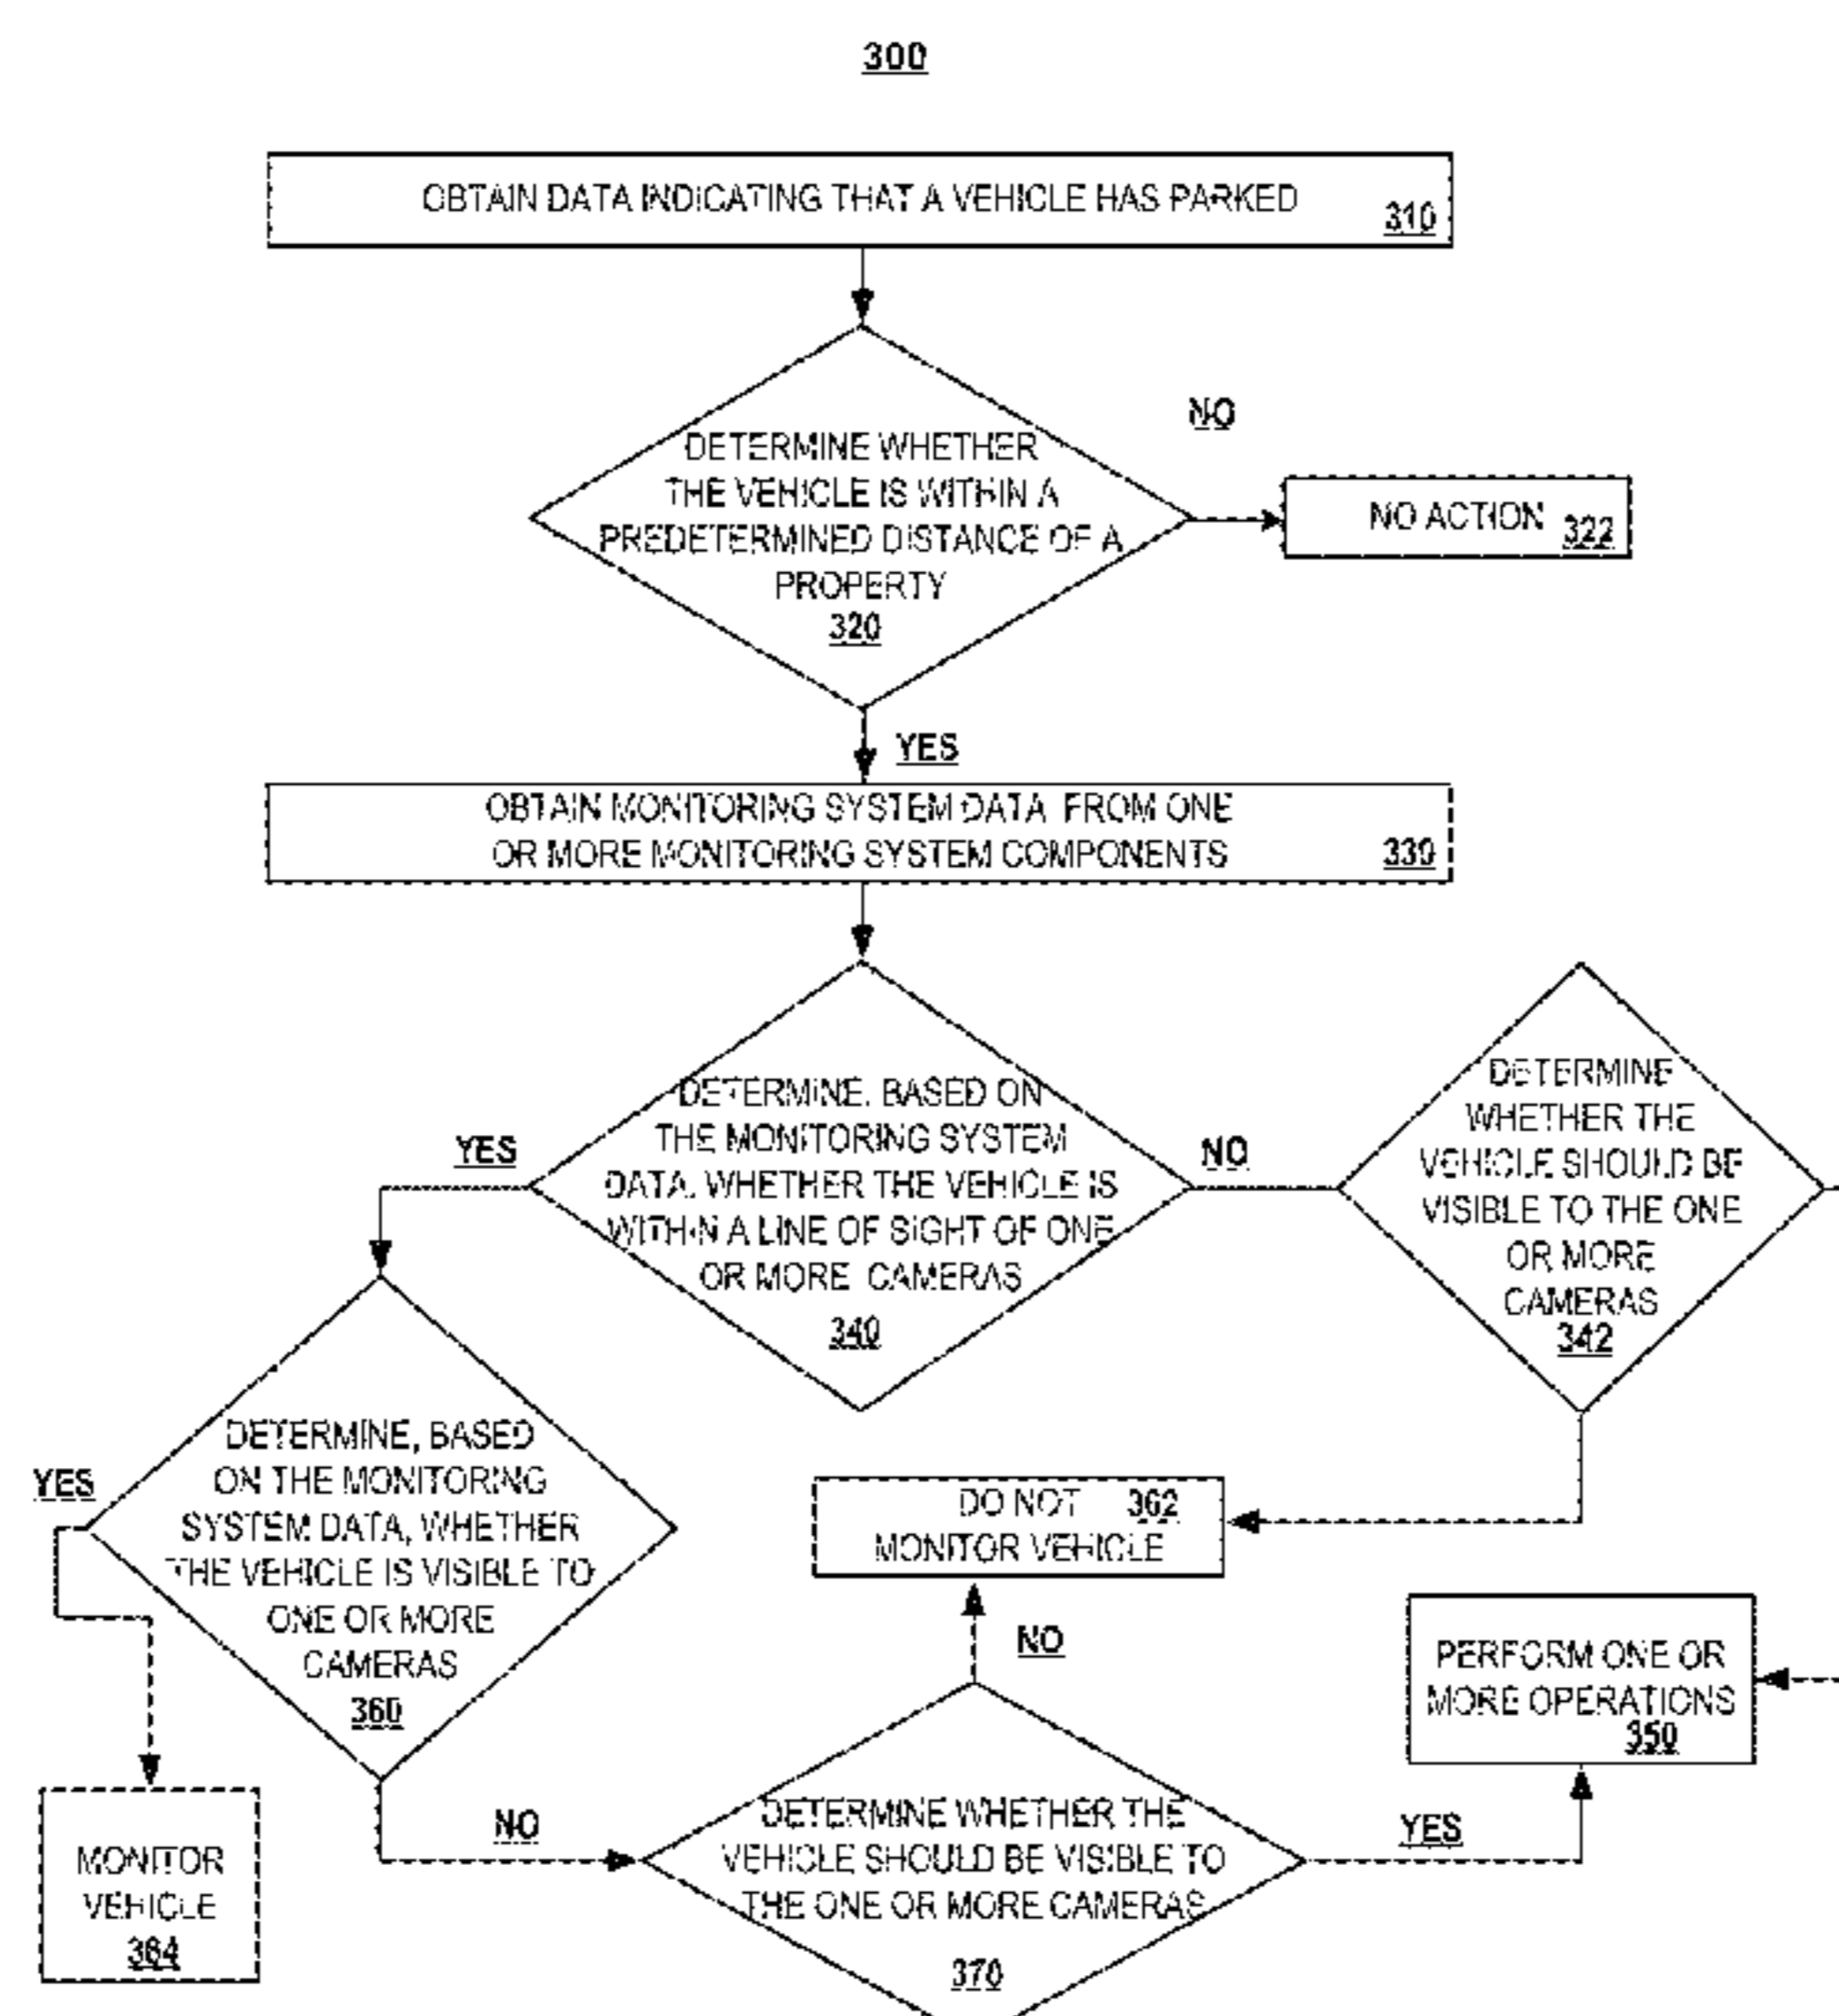 300
OBTAIN DATA INDICATING THAT A VEHICLE HAS PARKED
310
DETERMINE WHETHER
THE VEHICLE IS WITHIN A
PREDETERMINED DISTANCE OF A
PROPERTY
320
NO
NO ACTION 322
YES
OBTAIN MONITORING SYSTEM DATA FROM ONE
OR MORE MONITORING SYSTEM COMPONENTS 330
DETERMINE, BASED ON
THE MONITORING SYSTEM
DATA, WHETHER THE VEHICLE IS
WITHIN A LINE OF SIGHT OF ONE
OR MORE CAMERAS
340
YES
NO
DETERMINE
WHETHER THE
VEHICLE SHOULD BE
VISIBLE TO THE ONE
OR MORE
CAMERAS
342
DETERMINE, BASED
ON THE MONITORING
SYSTEM DATA, WHETHER
THE VEHICLE IS VISIBLE TO
ONE OR MORE
CAMERAS
360
YES
DO NOT 362
MONITOR VEHICLE
NO
PERFORM ONE OR
MORE OPERATIONS
350
MONITOR
VEHICLE
364
NO
DETERMINE WHETHER THE
VEHICLE SHOULD BE VISIBLE TO
THE ONE OR MORE CAMERAS
370
YES